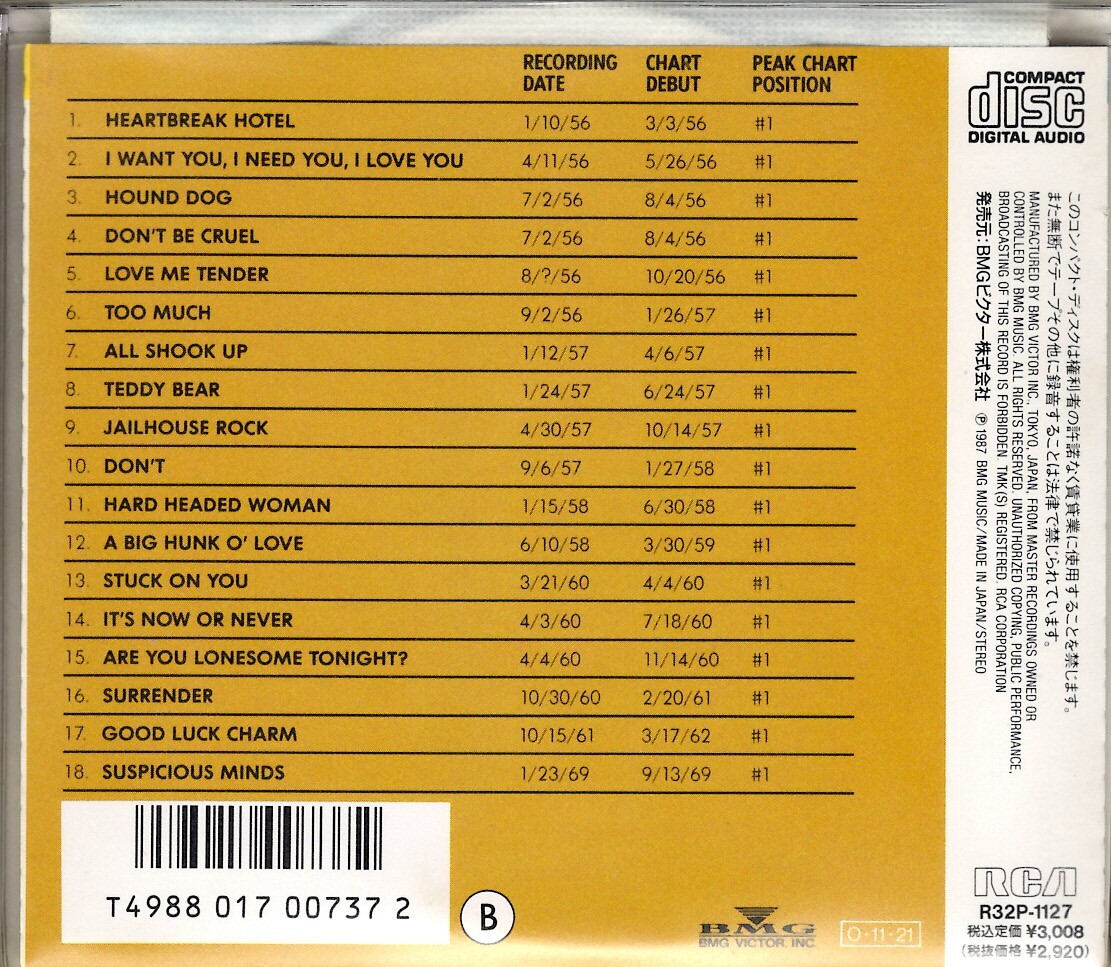 RECORDING DATE CHART DEBUT PEAK CHART POSITION
1. HEARTBREAK HOTEL 1/10/56 3/3/56 #1
2. I WANT YOU, I NEED YOU, I LOVE YOU 4/11/56 5/26/56 #1
3. HOUND DOG 7/2/56 8/4/56 #1
4. DON'T BE CRUEL 7/2/56 8/4/56 #1
5. LOVE ME TENDER 8/?/56 10/20/56 #1
6. TOO MUCH 9/2/56 1/26/57 #1
7. ALL SHOOK UP 1/12/57 4/6/57 #1
8. TEDDY BEAR 1/24/57 6/24/57 #1
9. JAILHOUSE ROCK 4/30/57 10/14/57 #1
10. DON'T 9/6/57 1/27/58 #1
11. HARD HEADED WOMAN 1/15/58 6/30/58 #1
12. A BIG HUNK O' LOVE 6/10/58 3/30/59 #1
13. STUCK ON YOU 3/21/60 4/4/60 #1
14. IT'S NOW OR NEVER 4/3/60 7/18/60 #1
15. ARE YOU LONESOME TONIGHT? 4/4/60 11/14/60 #1
16. SURRENDER 10/30/60 2/20/61 #1
17. GOOD LUCK CHARM 10/15/61 3/17/62 #1
18. SUSPICIOUS MINDS 1/23/69 9/13/69 #1
T4988 017 00737 2
B
BMG
BMG VICTOR, INC.
O·11·21
COMPACT
disc
DIGITAL AUDIO
このコンパクト・ディスクは権利者の許諾なく賃貸業に使用することを禁じます。
また無断でテープその他に録音することは法律で禁じられています。
MANUFACTURED BY BMG VICTOR INC., TOKYO, JAPAN, FROM MASTER RECORDINGS OWNED OR
CONTROLLED BY BMG MUSIC. ALL RIGHTS RESERVED. UNAUTHORIZED COPYING, PUBLIC PERFORMANCE,
BROADCASTING OF THIS RECORD IS FORBIDDEN. TMK(S) REGISTERED. RCA CORPORATION
発売元:BMGビクター株式会社 ℗ 1987 BMG MUSIC/MADE IN JAPAN/STEREO
RCA
R32P-1127
税込定価 ¥3,008
(税抜価格 ¥2,920)